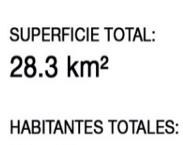 SUPERFICIE TOTAL:
28.3 km²
HABITANTES TOTALES: